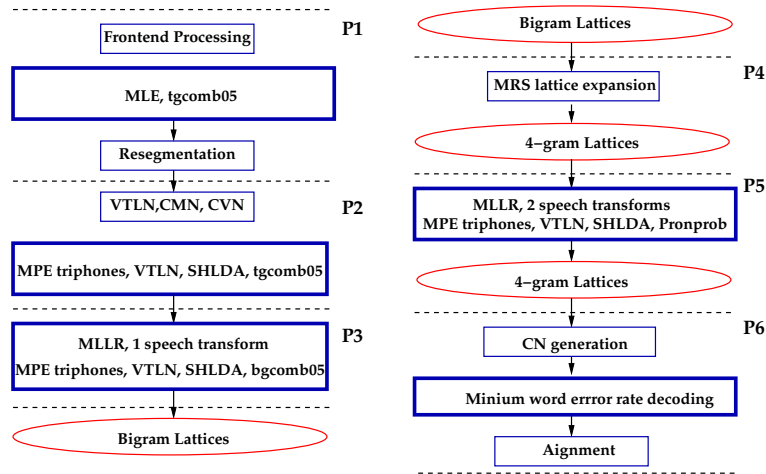 P1
Frontend Processing
MLE, tgcomb05
Resegmentation
P2
VTLN,CMN, CVN
MPE triphones, VTLN, SHLDA, tgcomb05
P3
MLLR, 1 speech transform
MPE triphones, VTLN, SHLDA, bgcomb05
Bigram Lattices
Bigram Lattices
P4
MRS lattice expansion
4−gram Lattices
P5
MLLR, 2 speech transforms
MPE triphones, VTLN, SHLDA, Pronprob
4−gram Lattices
P6
CN generation
Minium word errror rate decoding
Aignment